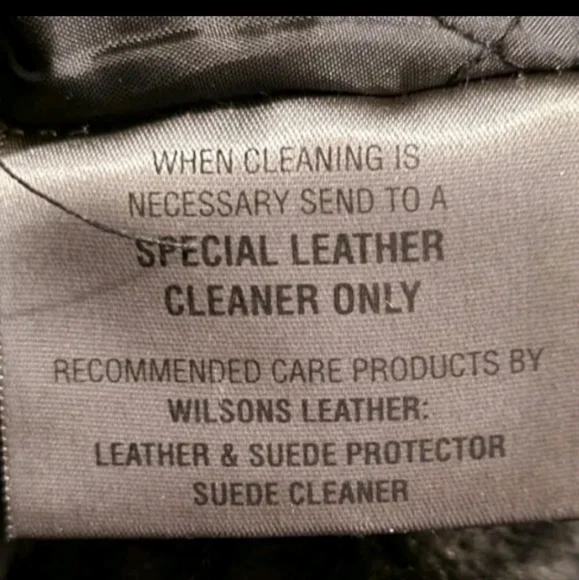 WHEN CLEANING IS
NECESSARY SEND TO A
SPECIAL LEATHER
CLEANER ONLY
RECOMMENDED CARE PRODUCTS BY
WILSONS LEATHER:
LEATHER & SUEDE PROTECTOR
SUEDE CLEANER